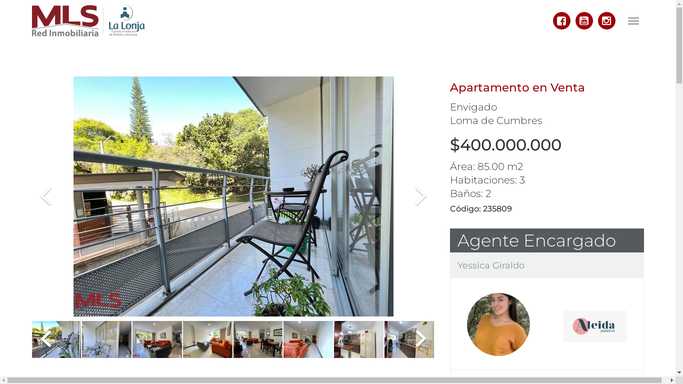 MLS
Red Inmobiliaria
La Lonja
Apartamento en Venta
Envigado
Loma de Cumbres
$400.000.000
Área: 85.00 m2
Habitaciones: 3
Baños: 2
Código: 235809
Agente Encargado
Yessica Giraldo
MLS
Aleida